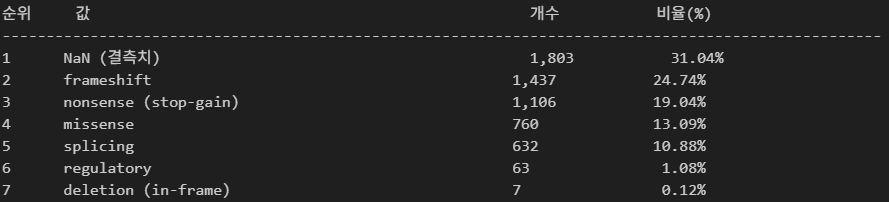 순위 값 개수 비율(%)
----------------------------------------------------------------------------------------------------
1 NaN (결측치) 1,803 31.04%
2 frameshift 1,437 24.74%
3 nonsense (stop-gain) 1,106 19.04%
4 missense 760 13.09%
5 splicing 632 10.88%
6 regulatory 63 1.08%
7 deletion (in-frame) 7 0.12%